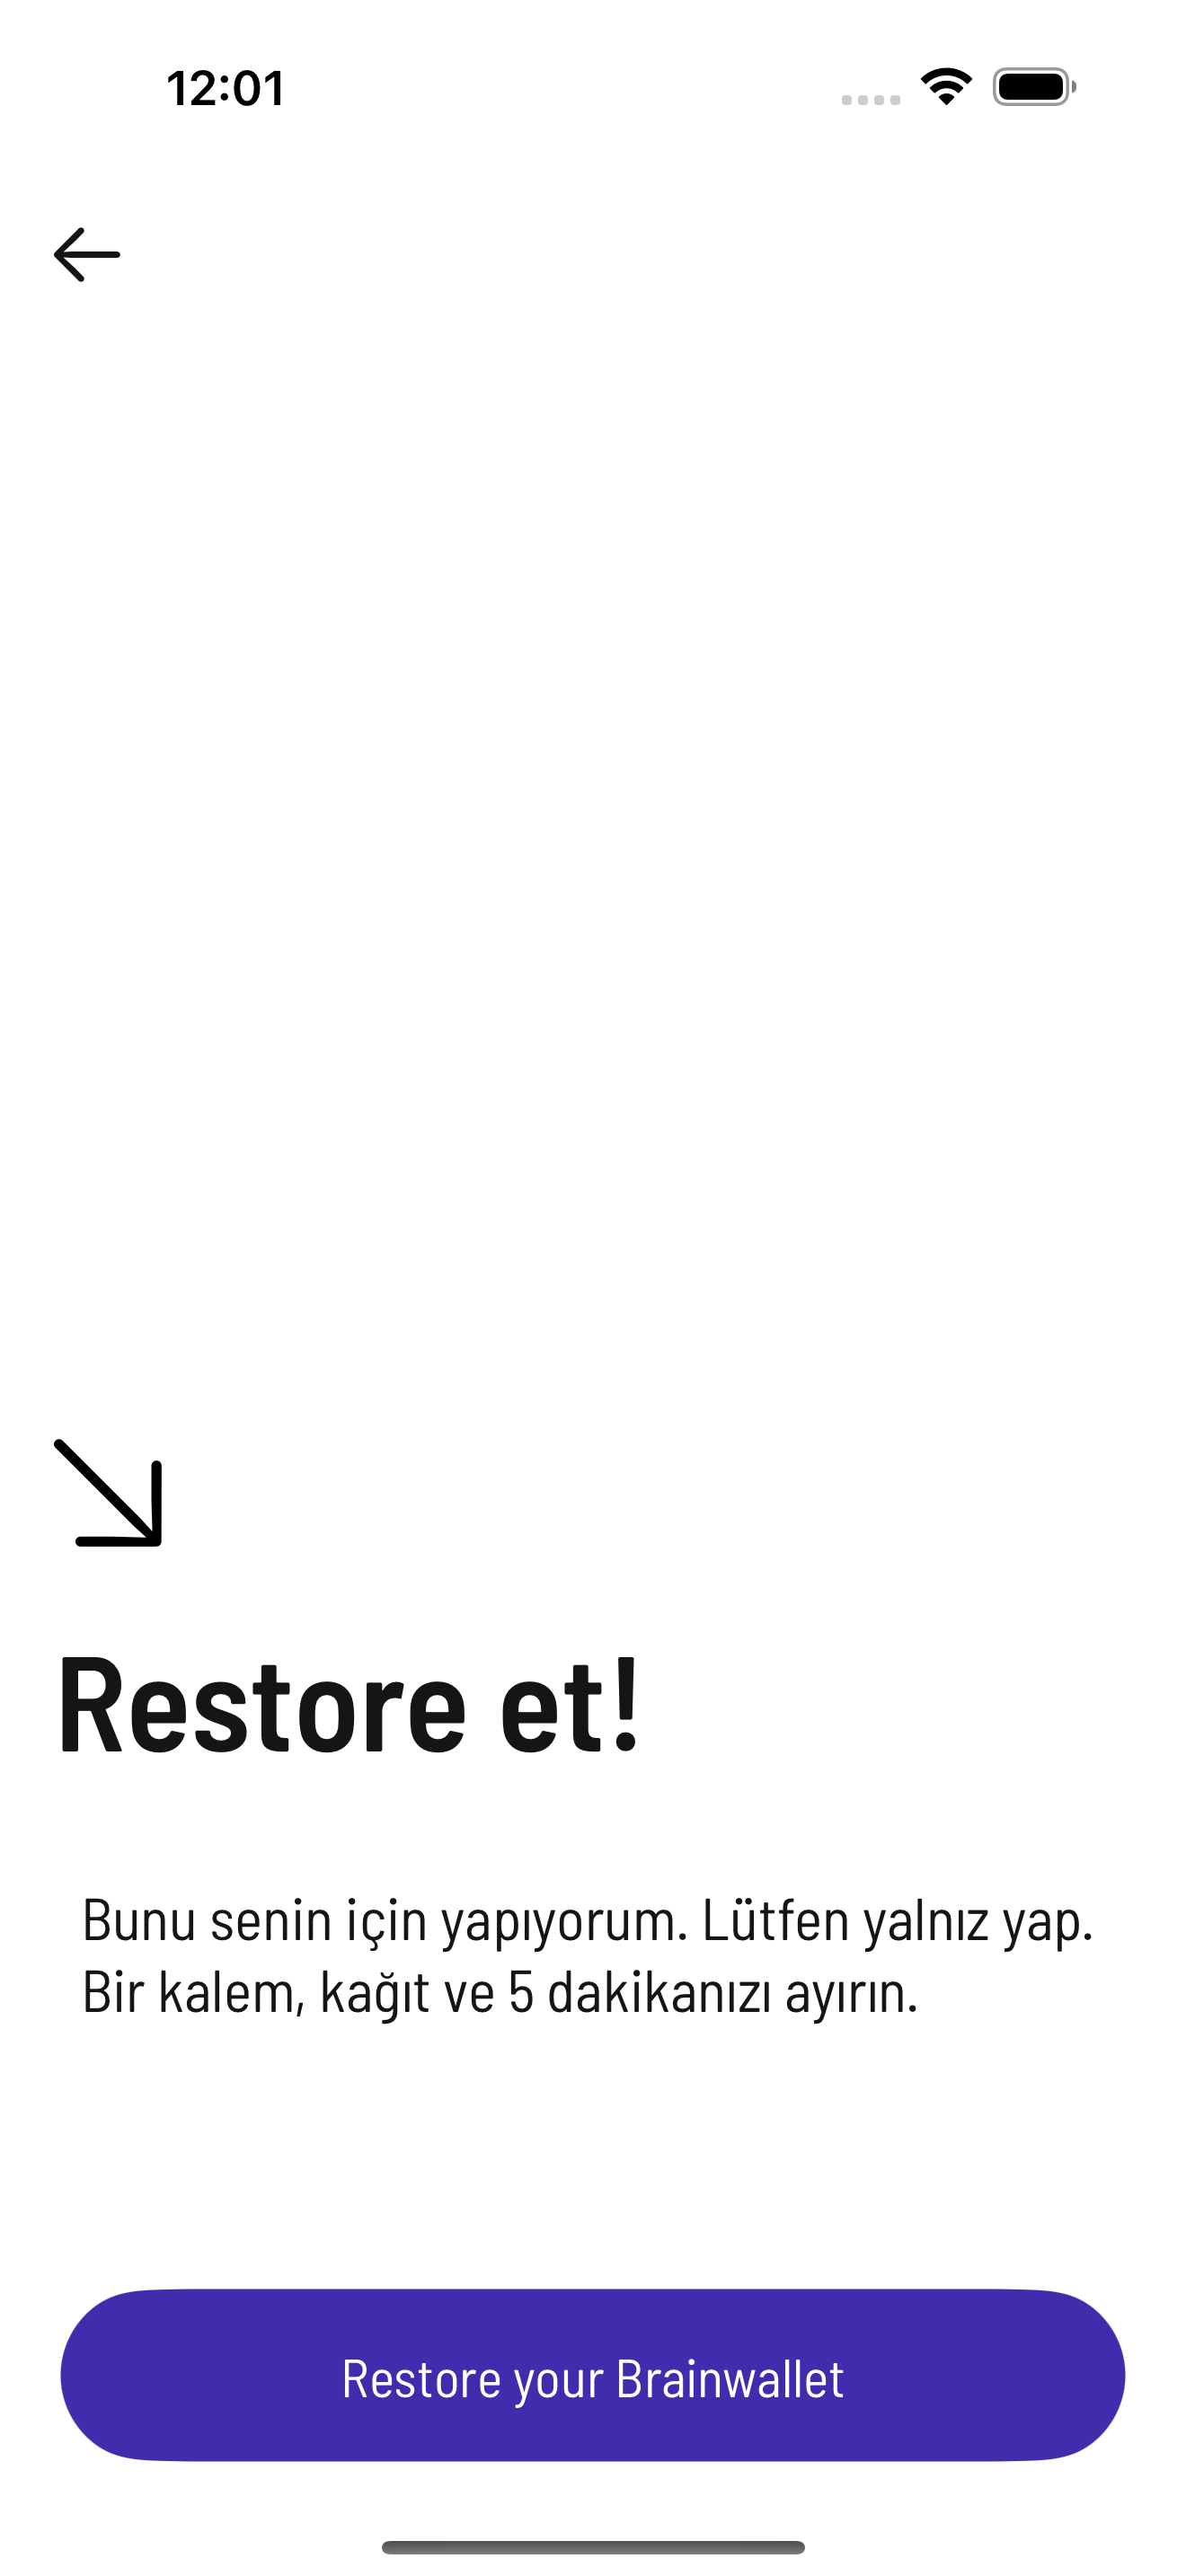 12:01
Restore et!
Bunu senin için yapıyorum. Lütfen yalnız yap.
Bir kalem, kağıt ve 5 dakikanızı ayırın.
Restore your Brainwallet